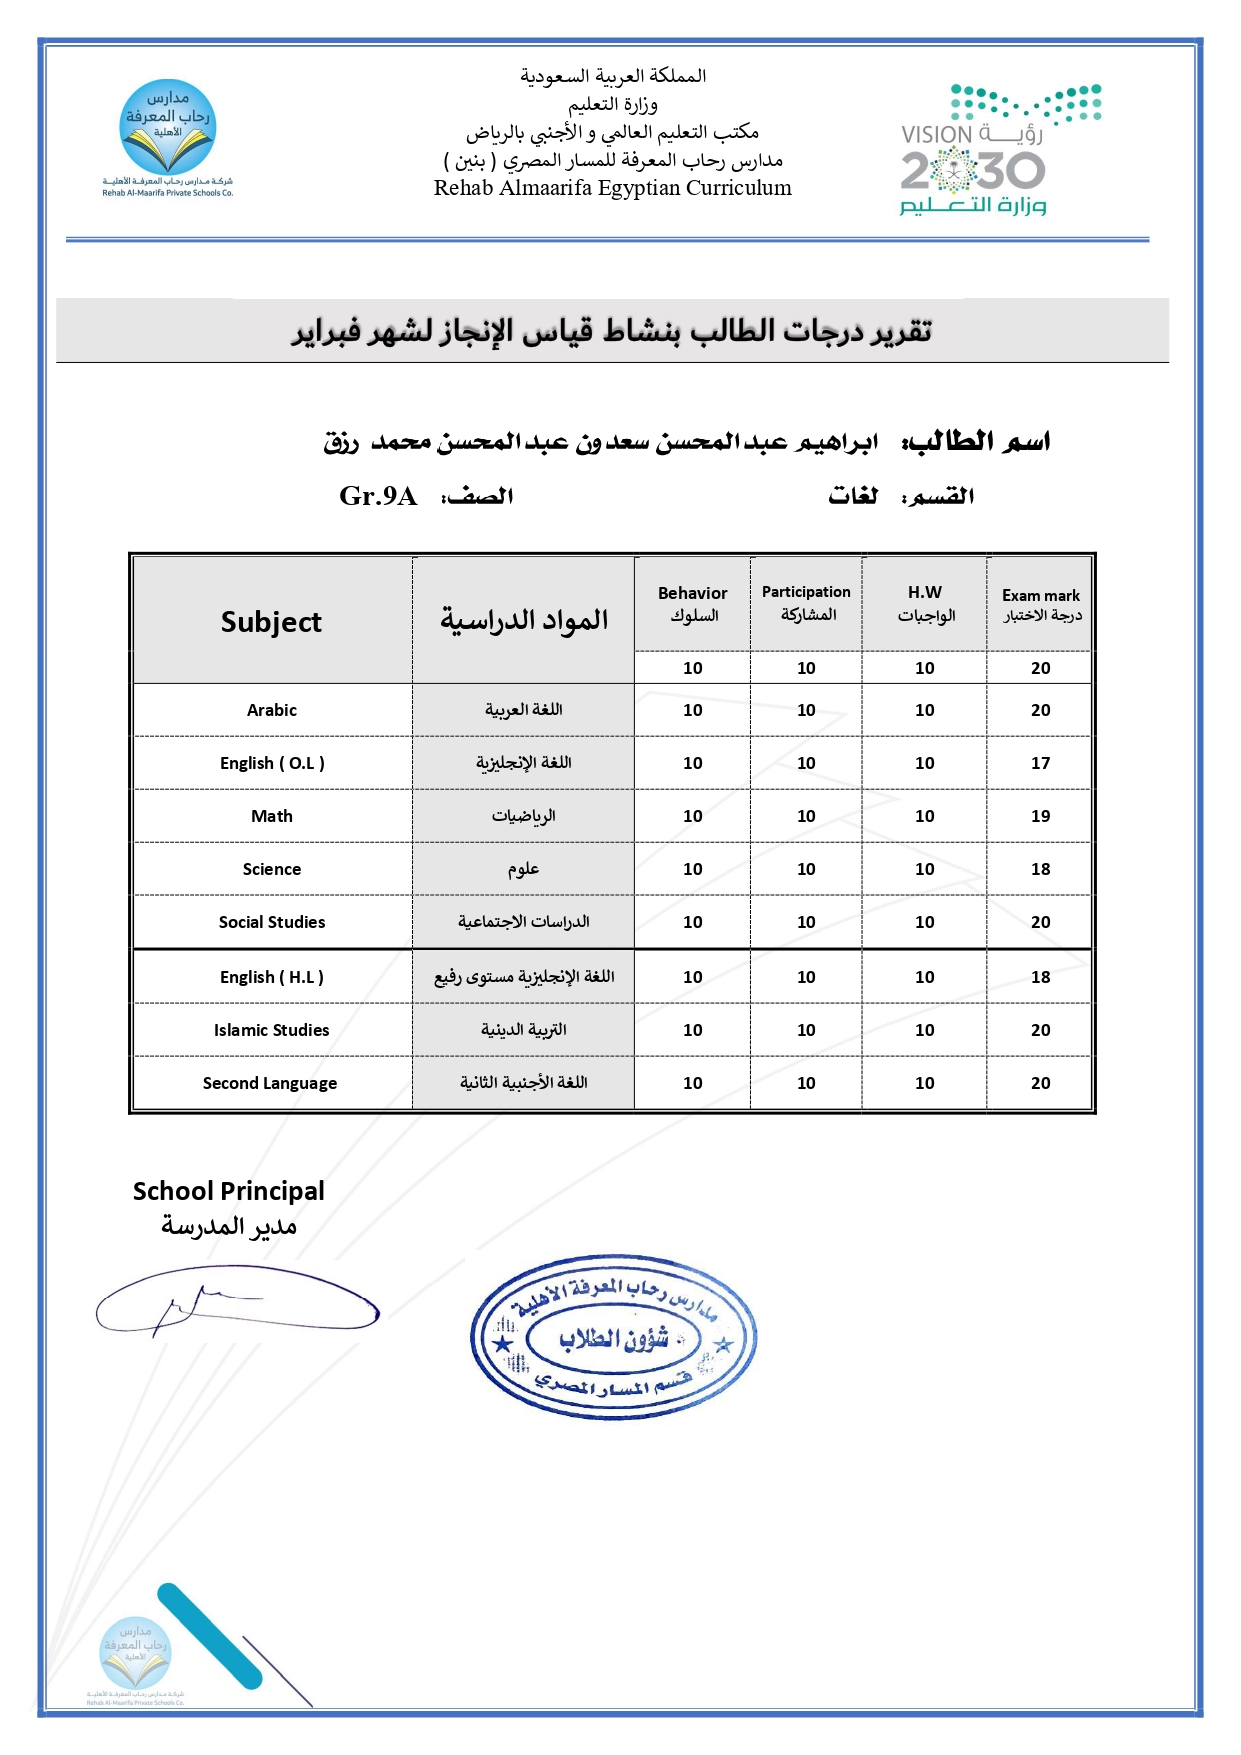 مدارس
رحاب المعرفة
الأهلية
شركة مدارس رحاب المعرفة الأهلية
Rehab Al-Maarifa Private Schools Co.
المملكة العربية السعودية
وزارة التعليم
مكتب التعليم العالمي و الأجنبي بالرياض
مدارس رحاب المعرفة للمسار المصري ( بنين )
Rehab Almaarifa Egyptian Curriculum
VISION رؤية
2030
وزارة التعليم
تقرير درجات الطالب بنشاط قياس الإنجاز لشهر فبراير
اسم الطالب: ابراهيم عبدالمحسن سعدون عبدالمحسن محمد رزق
القسم: لغات الصف: Gr.9A
Subject المواد الدراسية Behavior Participation H.W Exam mark
السلوك المشاركة الواجبات درجة الاختبار
10 10 10 20
Arabic اللغة العربية 10 10 10 20
English ( O.L ) اللغة الإنجليزية 10 10 10 17
Math الرياضيات 10 10 10 19
Science علوم 10 10 10 18
Social Studies الدراسات الاجتماعية 10 10 10 20
English ( H.L ) اللغة الإنجليزية مستوى رفيع 10 10 10 18
Islamic Studies التربية الدينية 10 10 10 20
Second Language اللغة الأجنبية الثانية 10 10 10 20
School Principal
مدير المدرسة
مدارس رحاب المعرفة الأهلية
شؤون الطلاب
قسم المسار المصري
مدارس
رحاب المعرفة
الأهلية
شركة مدارس رحاب المعرفة الأهلية
Rehab Al-Maarifa Private Schools Co.